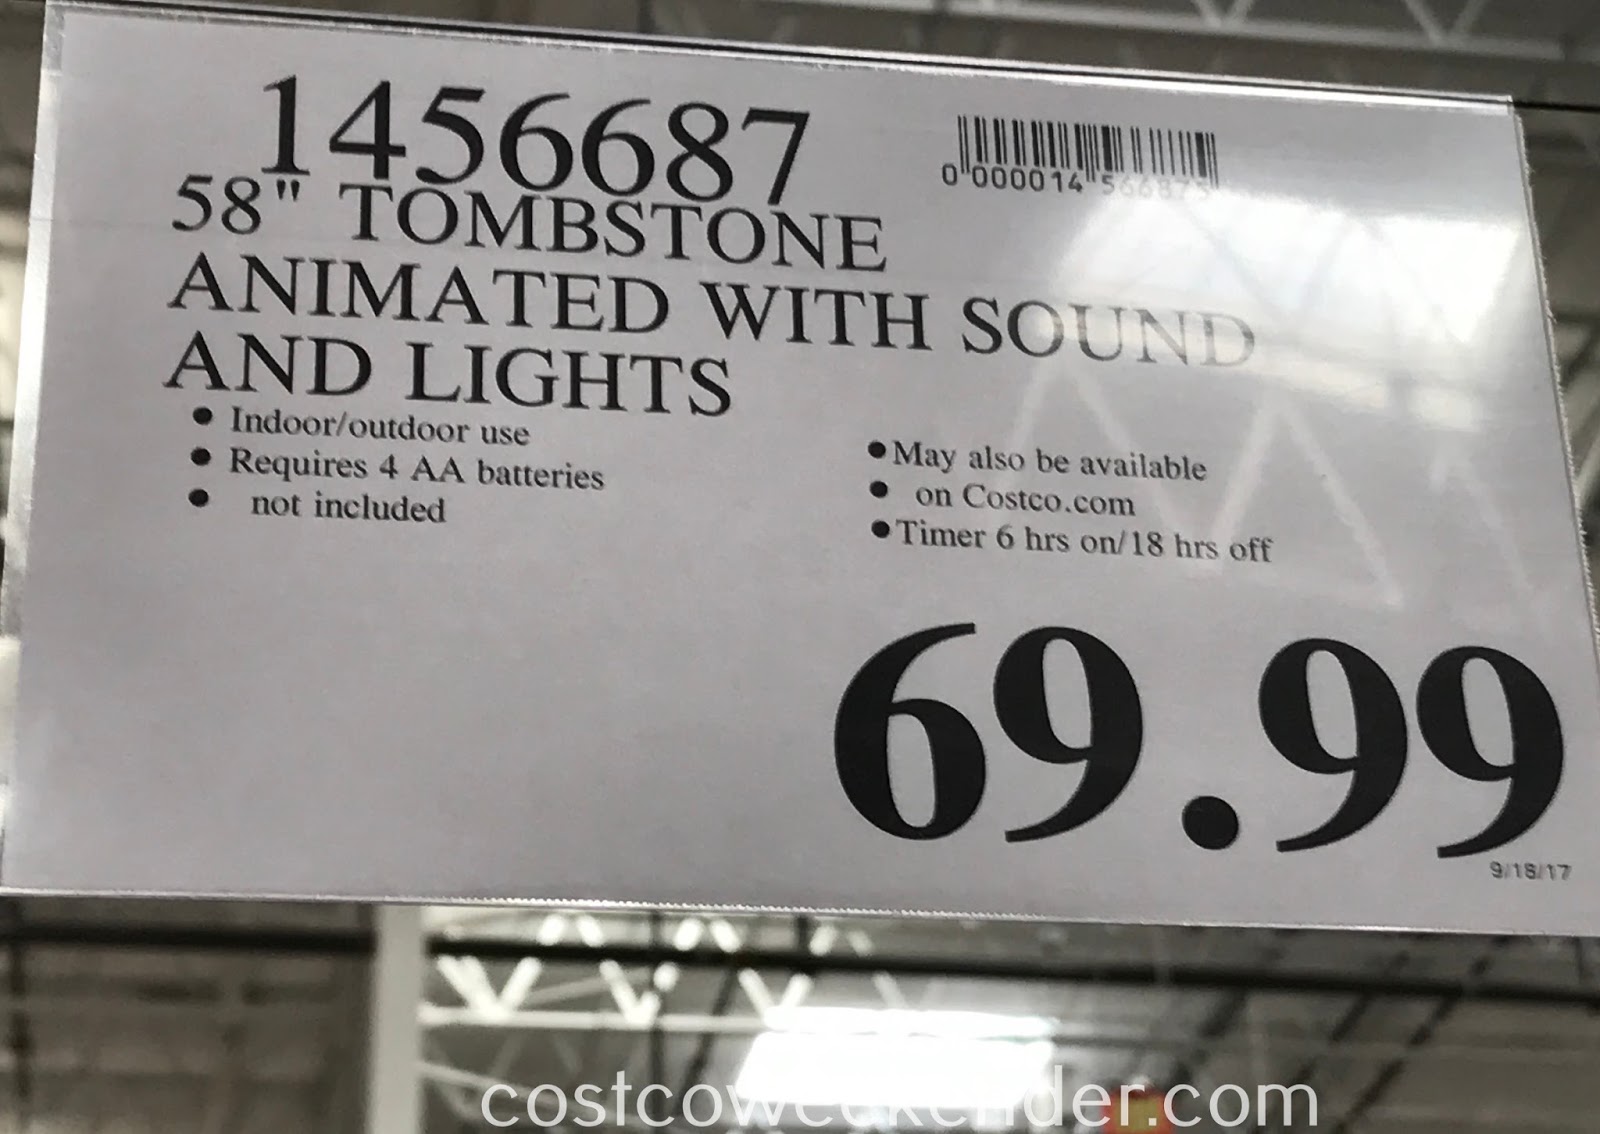 1456687
0 000014 566875
58" TOMBSTONE
ANIMATED WITH SOUND
AND LIGHTS
• Indoor/outdoor use
• Requires 4 AA batteries
• not included
• May also be available
• on Costco.com
• Timer 6 hrs on/18 hrs off
69.99
9/18/17
costcoweekender.com